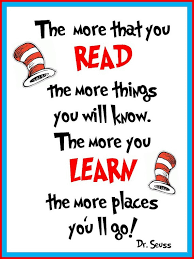 The more that you
READ
the more things
you will know.
The more you
LEARN
the more places
you'll go!
Dr. Seuss